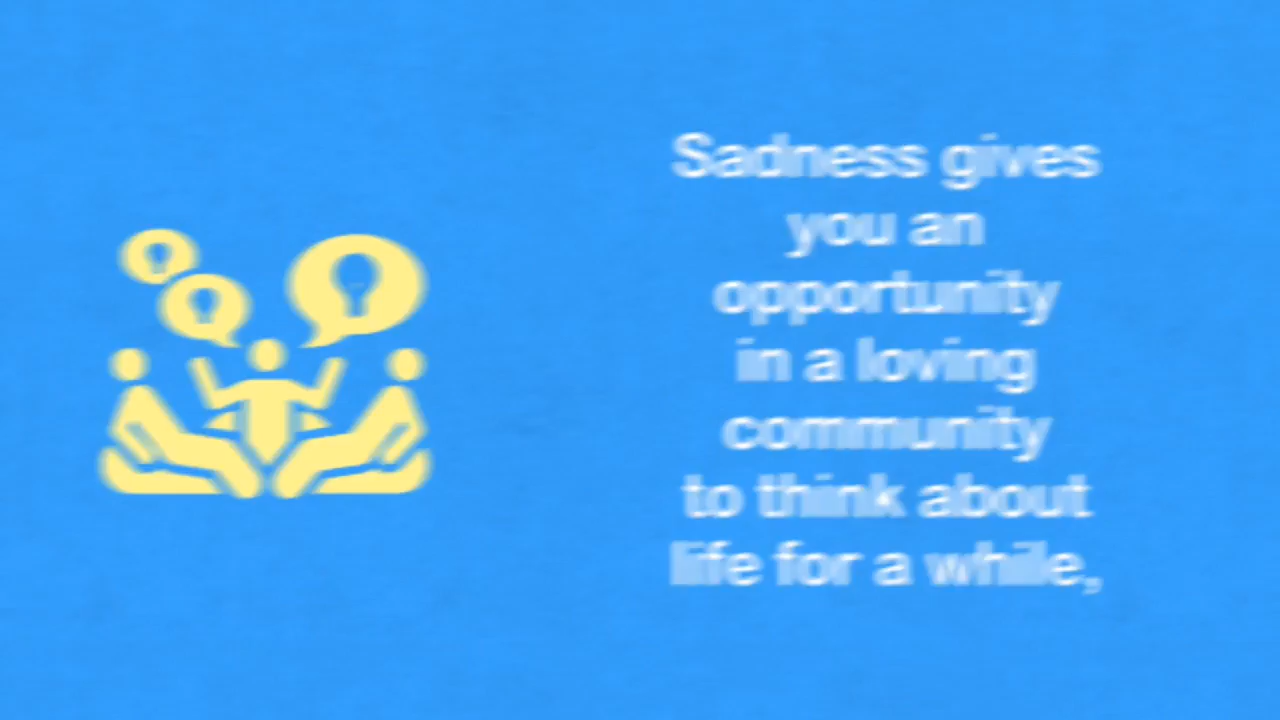 Sadness gives
you an
opportunity
in a loving
community
to think about
life for a while,